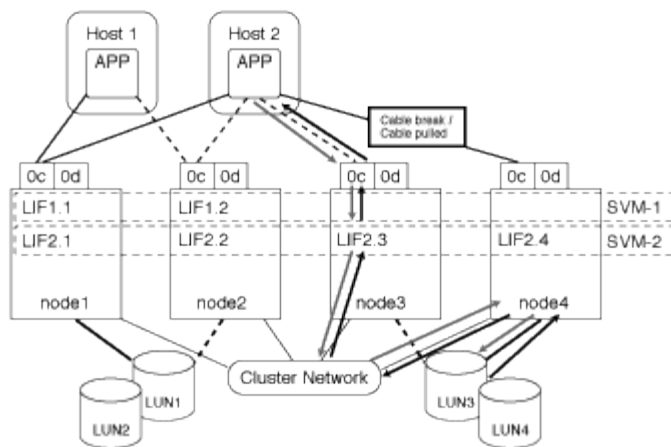 Host 1
Host 2
APP
APP
Cable break /
Cable pulled
0c 0d
0c 0d
0c 0d
0c 0d
LIF1.1
LIF1.2
SVM-1
LIF2.1
LIF2.2
LIF2.3
LIF2.4
SVM-2
node1
node2
node3
node4
Cluster Network
LUN1
LUN2
LUN3
LUN4